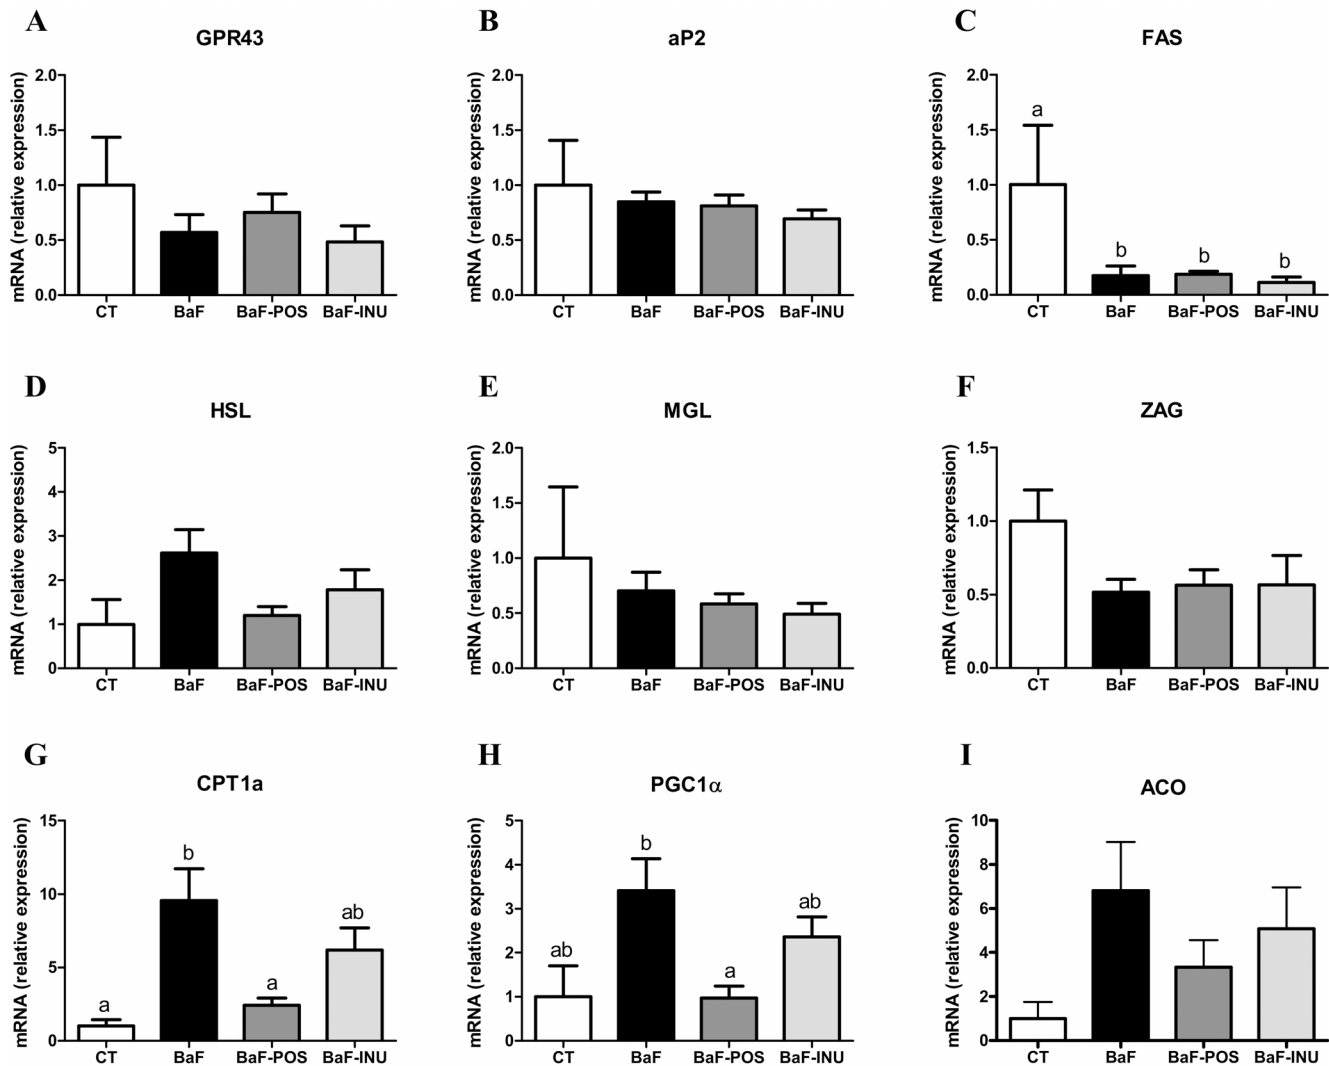 A
GPR43
mRNA (relative expression)
2.0
1.5
1.0
0.5
0.0
CT BaF BaF-POS BaF-INU
B
aP2
mRNA (relative expression)
2.0
1.5
1.0
0.5
0.0
CT BaF BaF-POS BaF-INU
C
FAS
mRNA (relative expression)
2.0
1.5
1.0
0.5
0.0
a
b b b
CT BaF BaF-POS BaF-INU
D
HSL
mRNA (relative expression)
5
4
3
2
1
0
CT BaF BaF-POS BaF-INU
E
MGL
mRNA (relative expression)
2.0
1.5
1.0
0.5
0.0
CT BaF BaF-POS BaF-INU
F
ZAG
mRNA (relative expression)
1.5
1.0
0.5
0.0
CT BaF BaF-POS BaF-INU
G
CPT1a
mRNA (relative expression)
15
10
5
0
a b a ab
CT BaF BaF-POS BaF-INU
H
PGC1α
mRNA (relative expression)
5
4
3
2
1
0
ab b a ab
CT BaF BaF-POS BaF-INU
I
ACO
mRNA (relative expression)
10
8
6
4
2
0
CT BaF BaF-POS BaF-INU